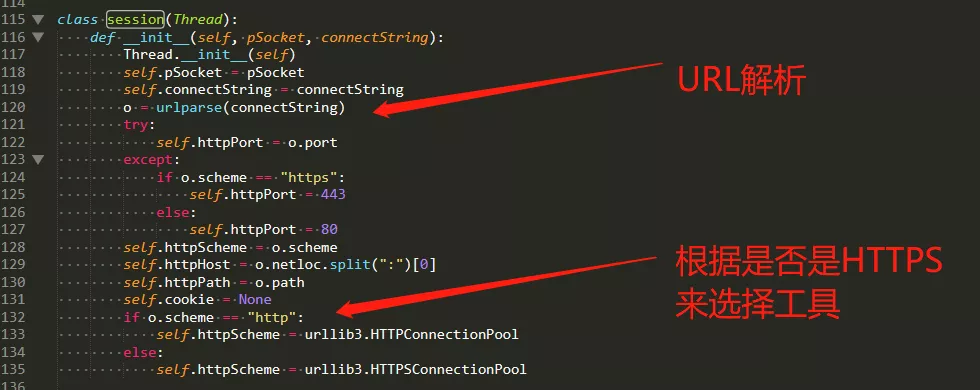 114
115 class session(Thread):
116 def __init__(self, pSocket, connectString):
117 Thread.__init__(self)
118 self.pSocket = pSocket
119 self.connectString = connectString
120 o = urlparse(connectString)
121 try:
122 self.httpPort = o.port
123 except:
124 if o.scheme == "https":
125 self.httpPort = 443
126 else:
127 self.httpPort = 80
128 self.httpScheme = o.scheme
129 self.httpHost = o.netloc.split(":")[0]
130 self.httpPath = o.path
131 self.cookie = None
132 if o.scheme == "http":
133 self.httpScheme = urllib3.HTTPConnectionPool
134 else:
135 self.httpScheme = urllib3.HTTPSConnectionPool
136
URL解析
根据是否是HTTPS
来选择工具